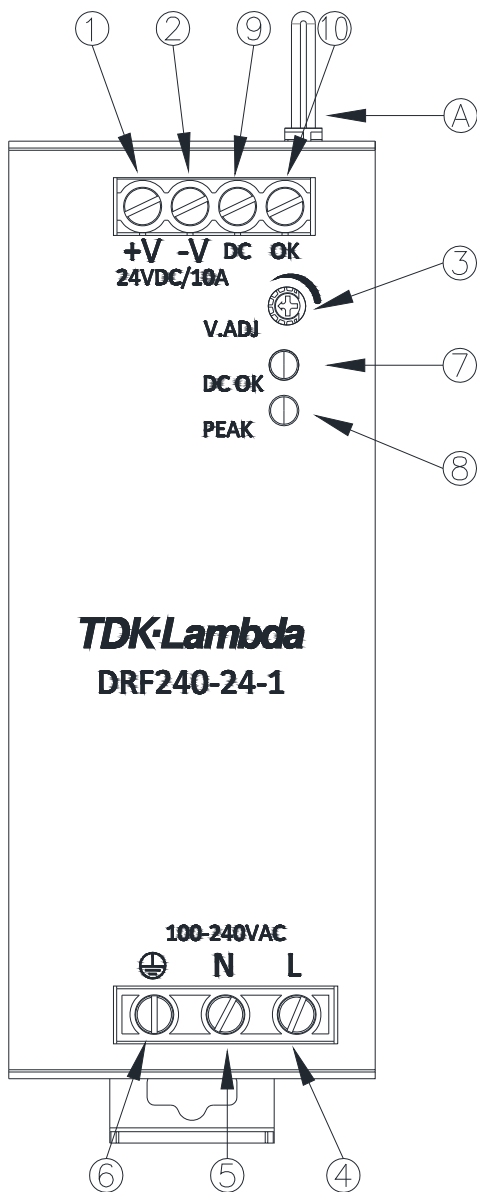 ① ② ⑨ ⑩
Ⓐ
+V -V DC OK
24VDC/10A
③
V.ADJ
⑦
DC OK
PEAK
⑧
TDK·Lambda
DRF240-24-1
100-240VAC
N L
⑥ ⑤ ④